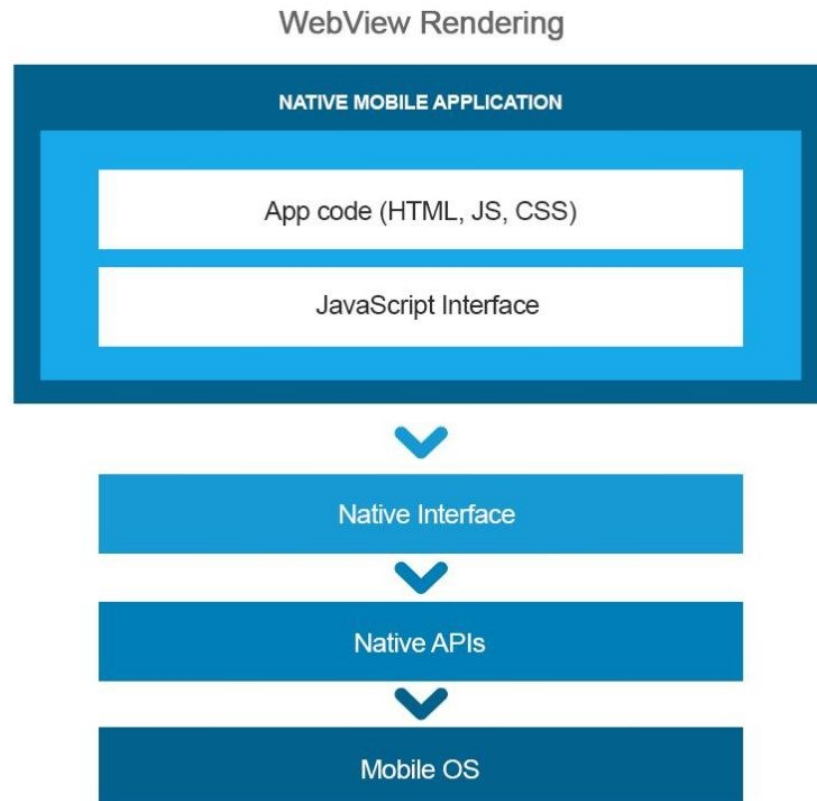 WebView Rendering
NATIVE MOBILE APPLICATION
App code (HTML, JS, CSS)
JavaScript Interface
Native Interface
Native APIs
Mobile OS